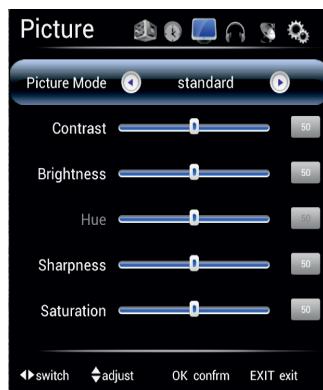 Picture
Picture Mode standard
Contrast 50
Brightness 50
Hue 50
Sharpness 50
Saturation 50
switch adjust OK confrm EXIT exit